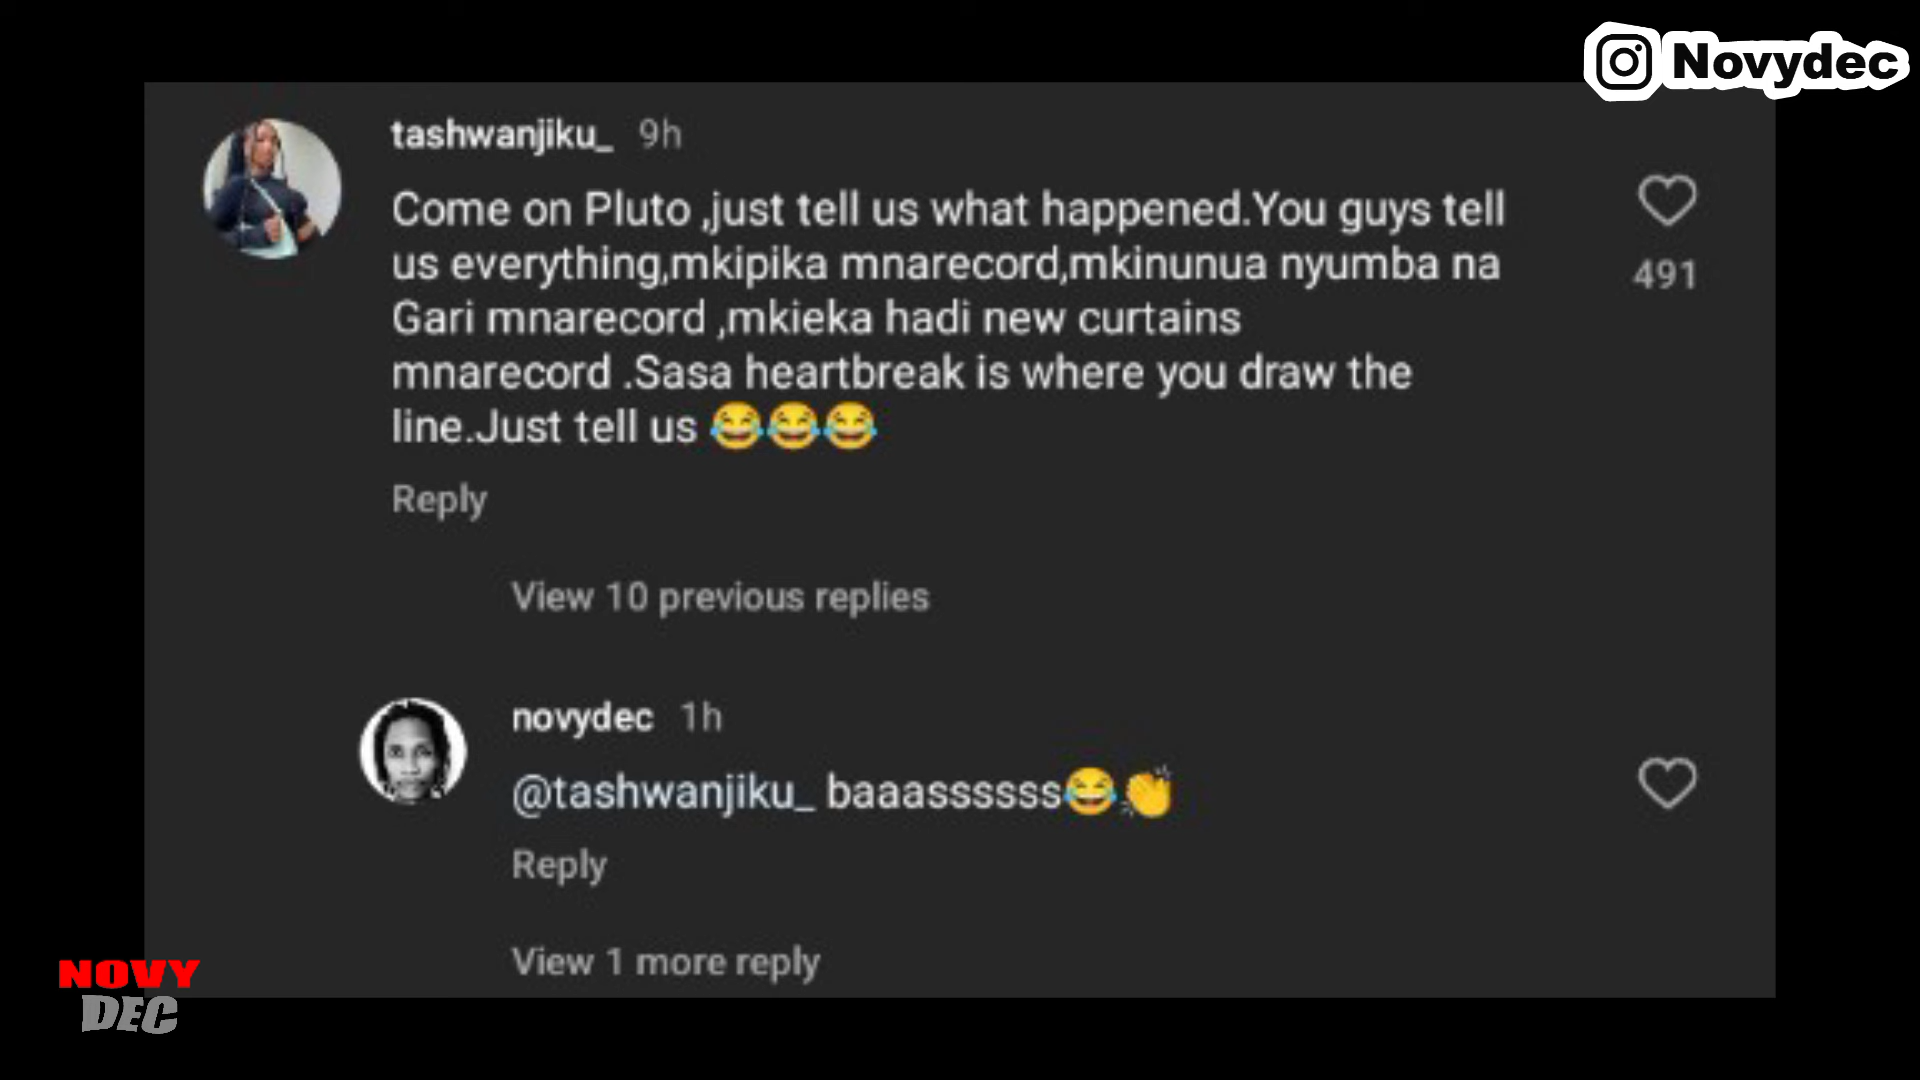 Novydec
tashwanjiku_ 9h
Come on Pluto ,just tell us what happened.You guys tell
us everything,mkipika mnarecord,mkinunua nyumba na
Gari mnarecord ,mkieka hadi new curtains
mnarecord .Sasa heartbreak is where you draw the
line.Just tell us 😂😂😂
491
Reply
View 10 previous replies
novydec 1h
@tashwanjiku_ baaassssss😂👏
Reply
View 1 more reply
NOVY
DEC